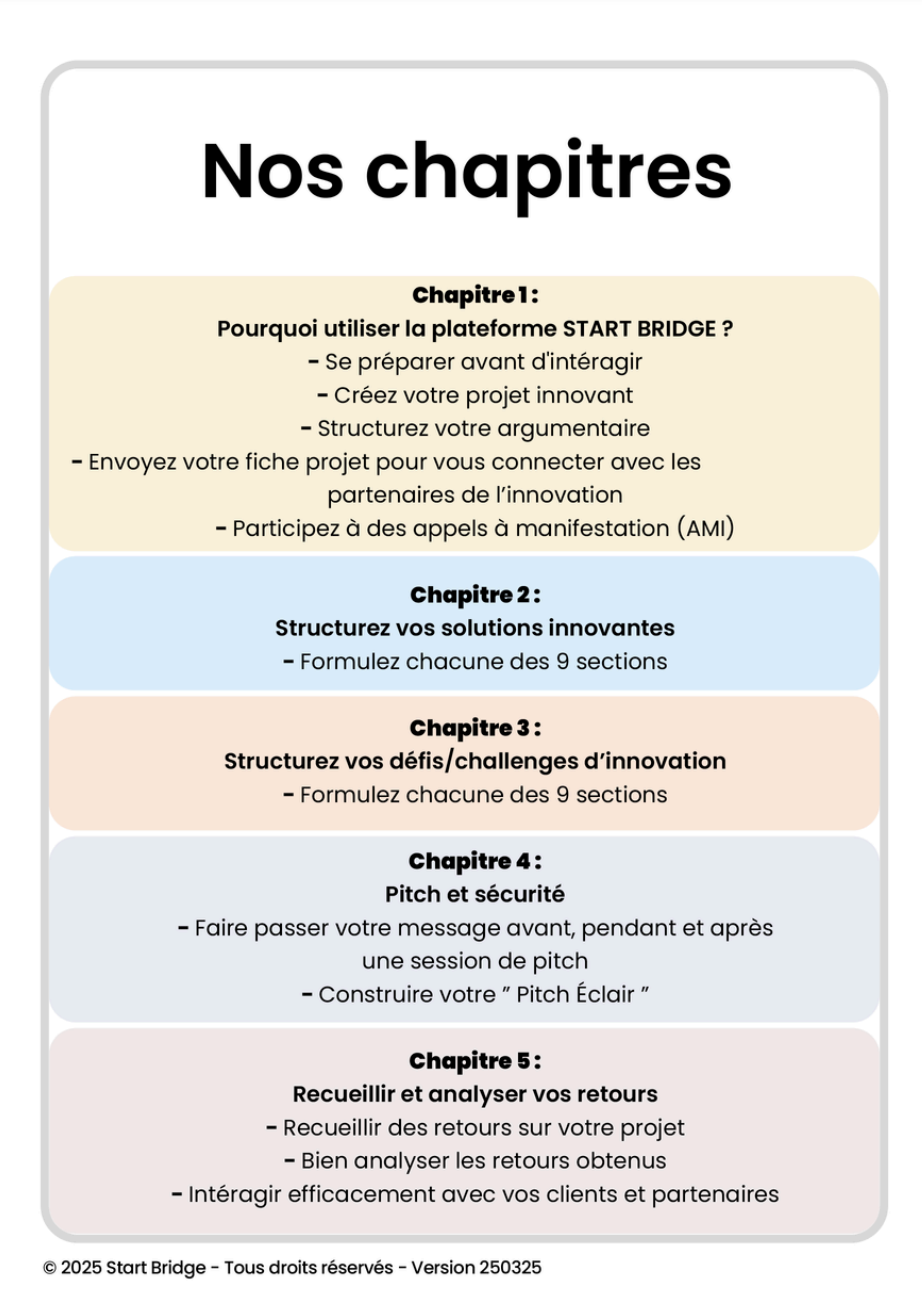 Nos chapitres
Chapitre 1 :
Pourquoi utiliser la plateforme START BRIDGE ?
- Se préparer avant d'intéragir
- Créez votre projet innovant
- Structurez votre argumentaire
- Envoyez votre fiche projet pour vous connecter avec les
partenaires de l’innovation
- Participez à des appels à manifestation (AMI)
Chapitre 2 :
Structurez vos solutions innovantes
- Formulez chacune des 9 sections
Chapitre 3 :
Structurez vos défis/challenges d’innovation
- Formulez chacune des 9 sections
Chapitre 4 :
Pitch et sécurité
- Faire passer votre message avant, pendant et après
une session de pitch
- Construire votre ” Pitch Éclair ”
Chapitre 5 :
Recueillir et analyser vos retours
- Recueillir des retours sur votre projet
- Bien analyser les retours obtenus
- Intéragir efficacement avec vos clients et partenaires
© 2025 Start Bridge - Tous droits réservés - Version 250325